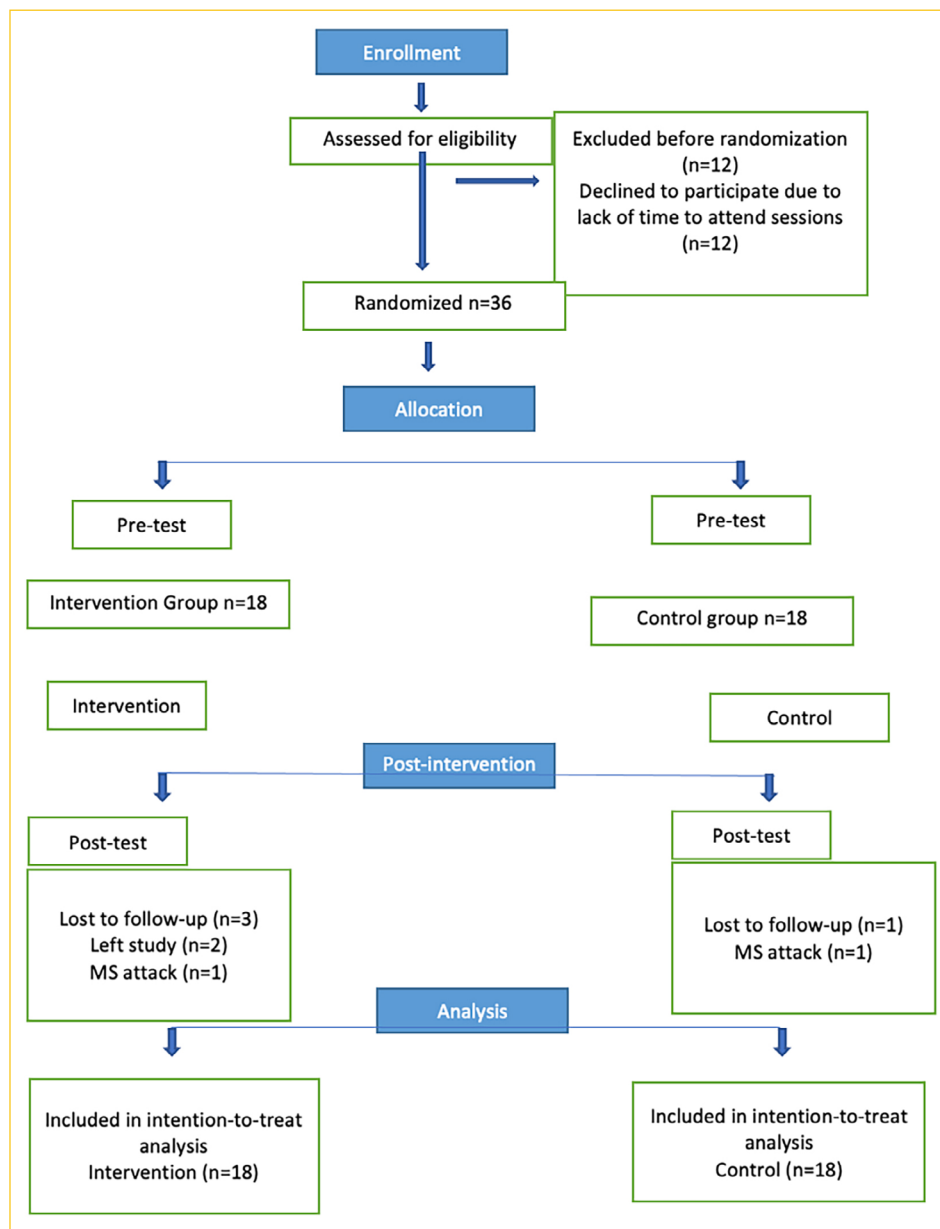 Enrollment
Assessed for eligibility
Excluded before randomization
(n=12)
Declined to participate due to
lack of time to attend sessions
(n=12)
Randomized n=36
Allocation
Pre-test
Pre-test
Intervention Group n=18
Control group n=18
Intervention
Control
Post-intervention
Post-test
Post-test
Lost to follow-up (n=3)
Left study (n=2)
MS attack (n=1)
Lost to follow-up (n=1)
MS attack (n=1)
Analysis
Included in intention-to-treat
analysis
Intervention (n=18)
Included in intention-to-treat
analysis
Control (n=18)